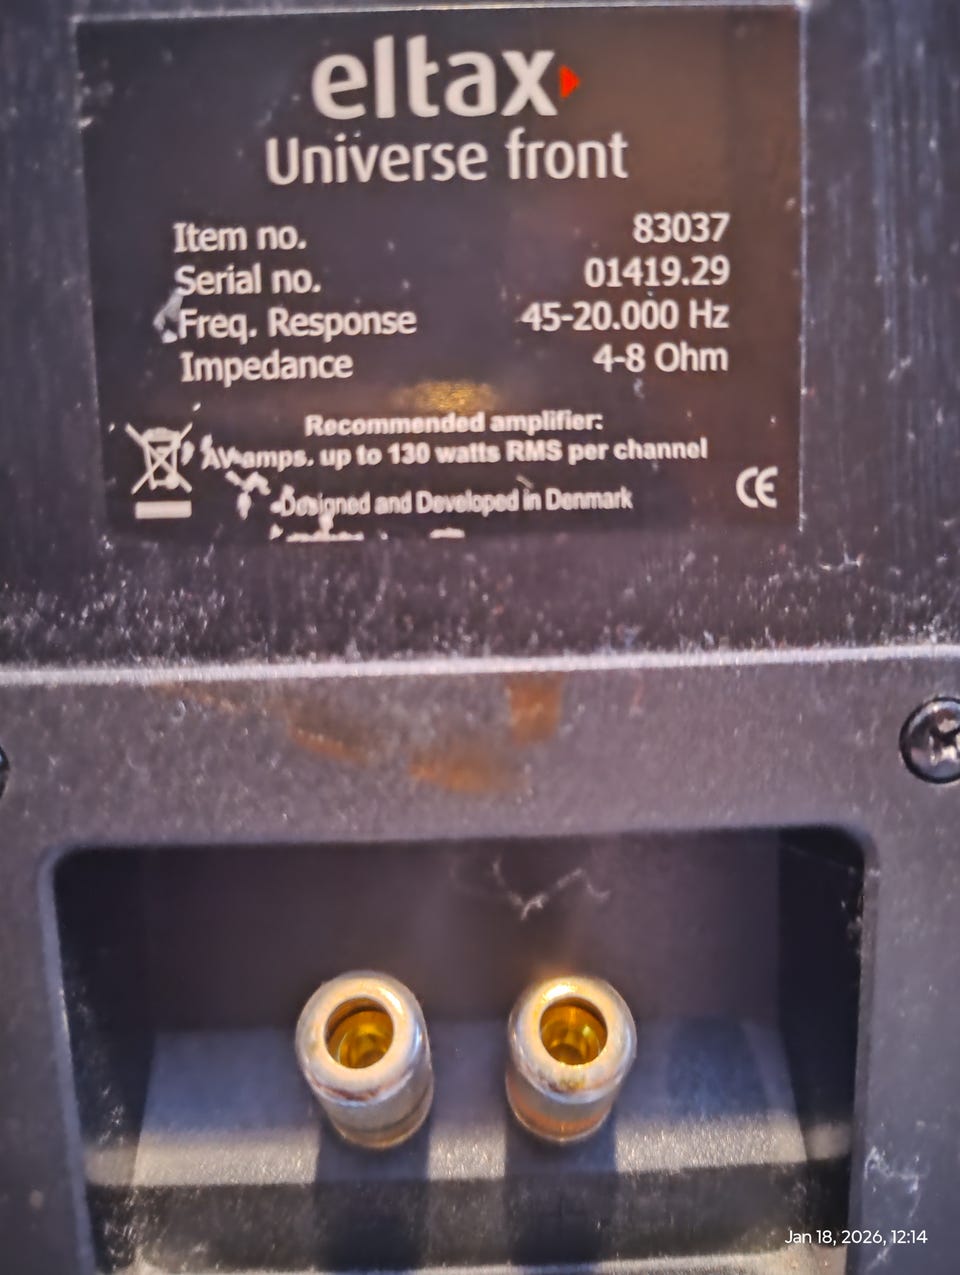 eltax
Universe front
Item no. 83037
Serial no. 01419.29
Freq. Response 45-20.000 Hz
Impedance 4-8 Ohm
Recommended amplifier:
AV-amps. up to 130 watts RMS per channel
Designed and Developed in Denmark
CE
Jan 18, 2026, 12:14